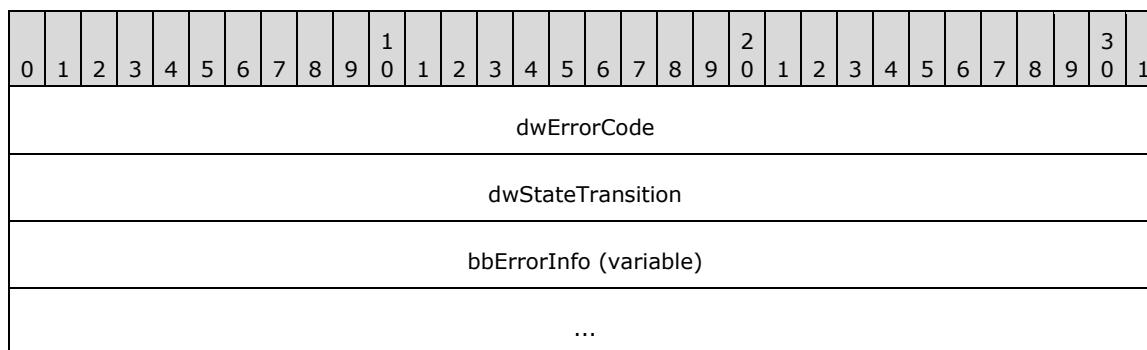 1 2 3
0 1 2 3 4 5 6 7 8 9 0 1 2 3 4 5 6 7 8 9 0 1 2 3 4 5 6 7 8 9 0 1
dwErrorCode
dwStateTransition
bbErrorInfo (variable)
...